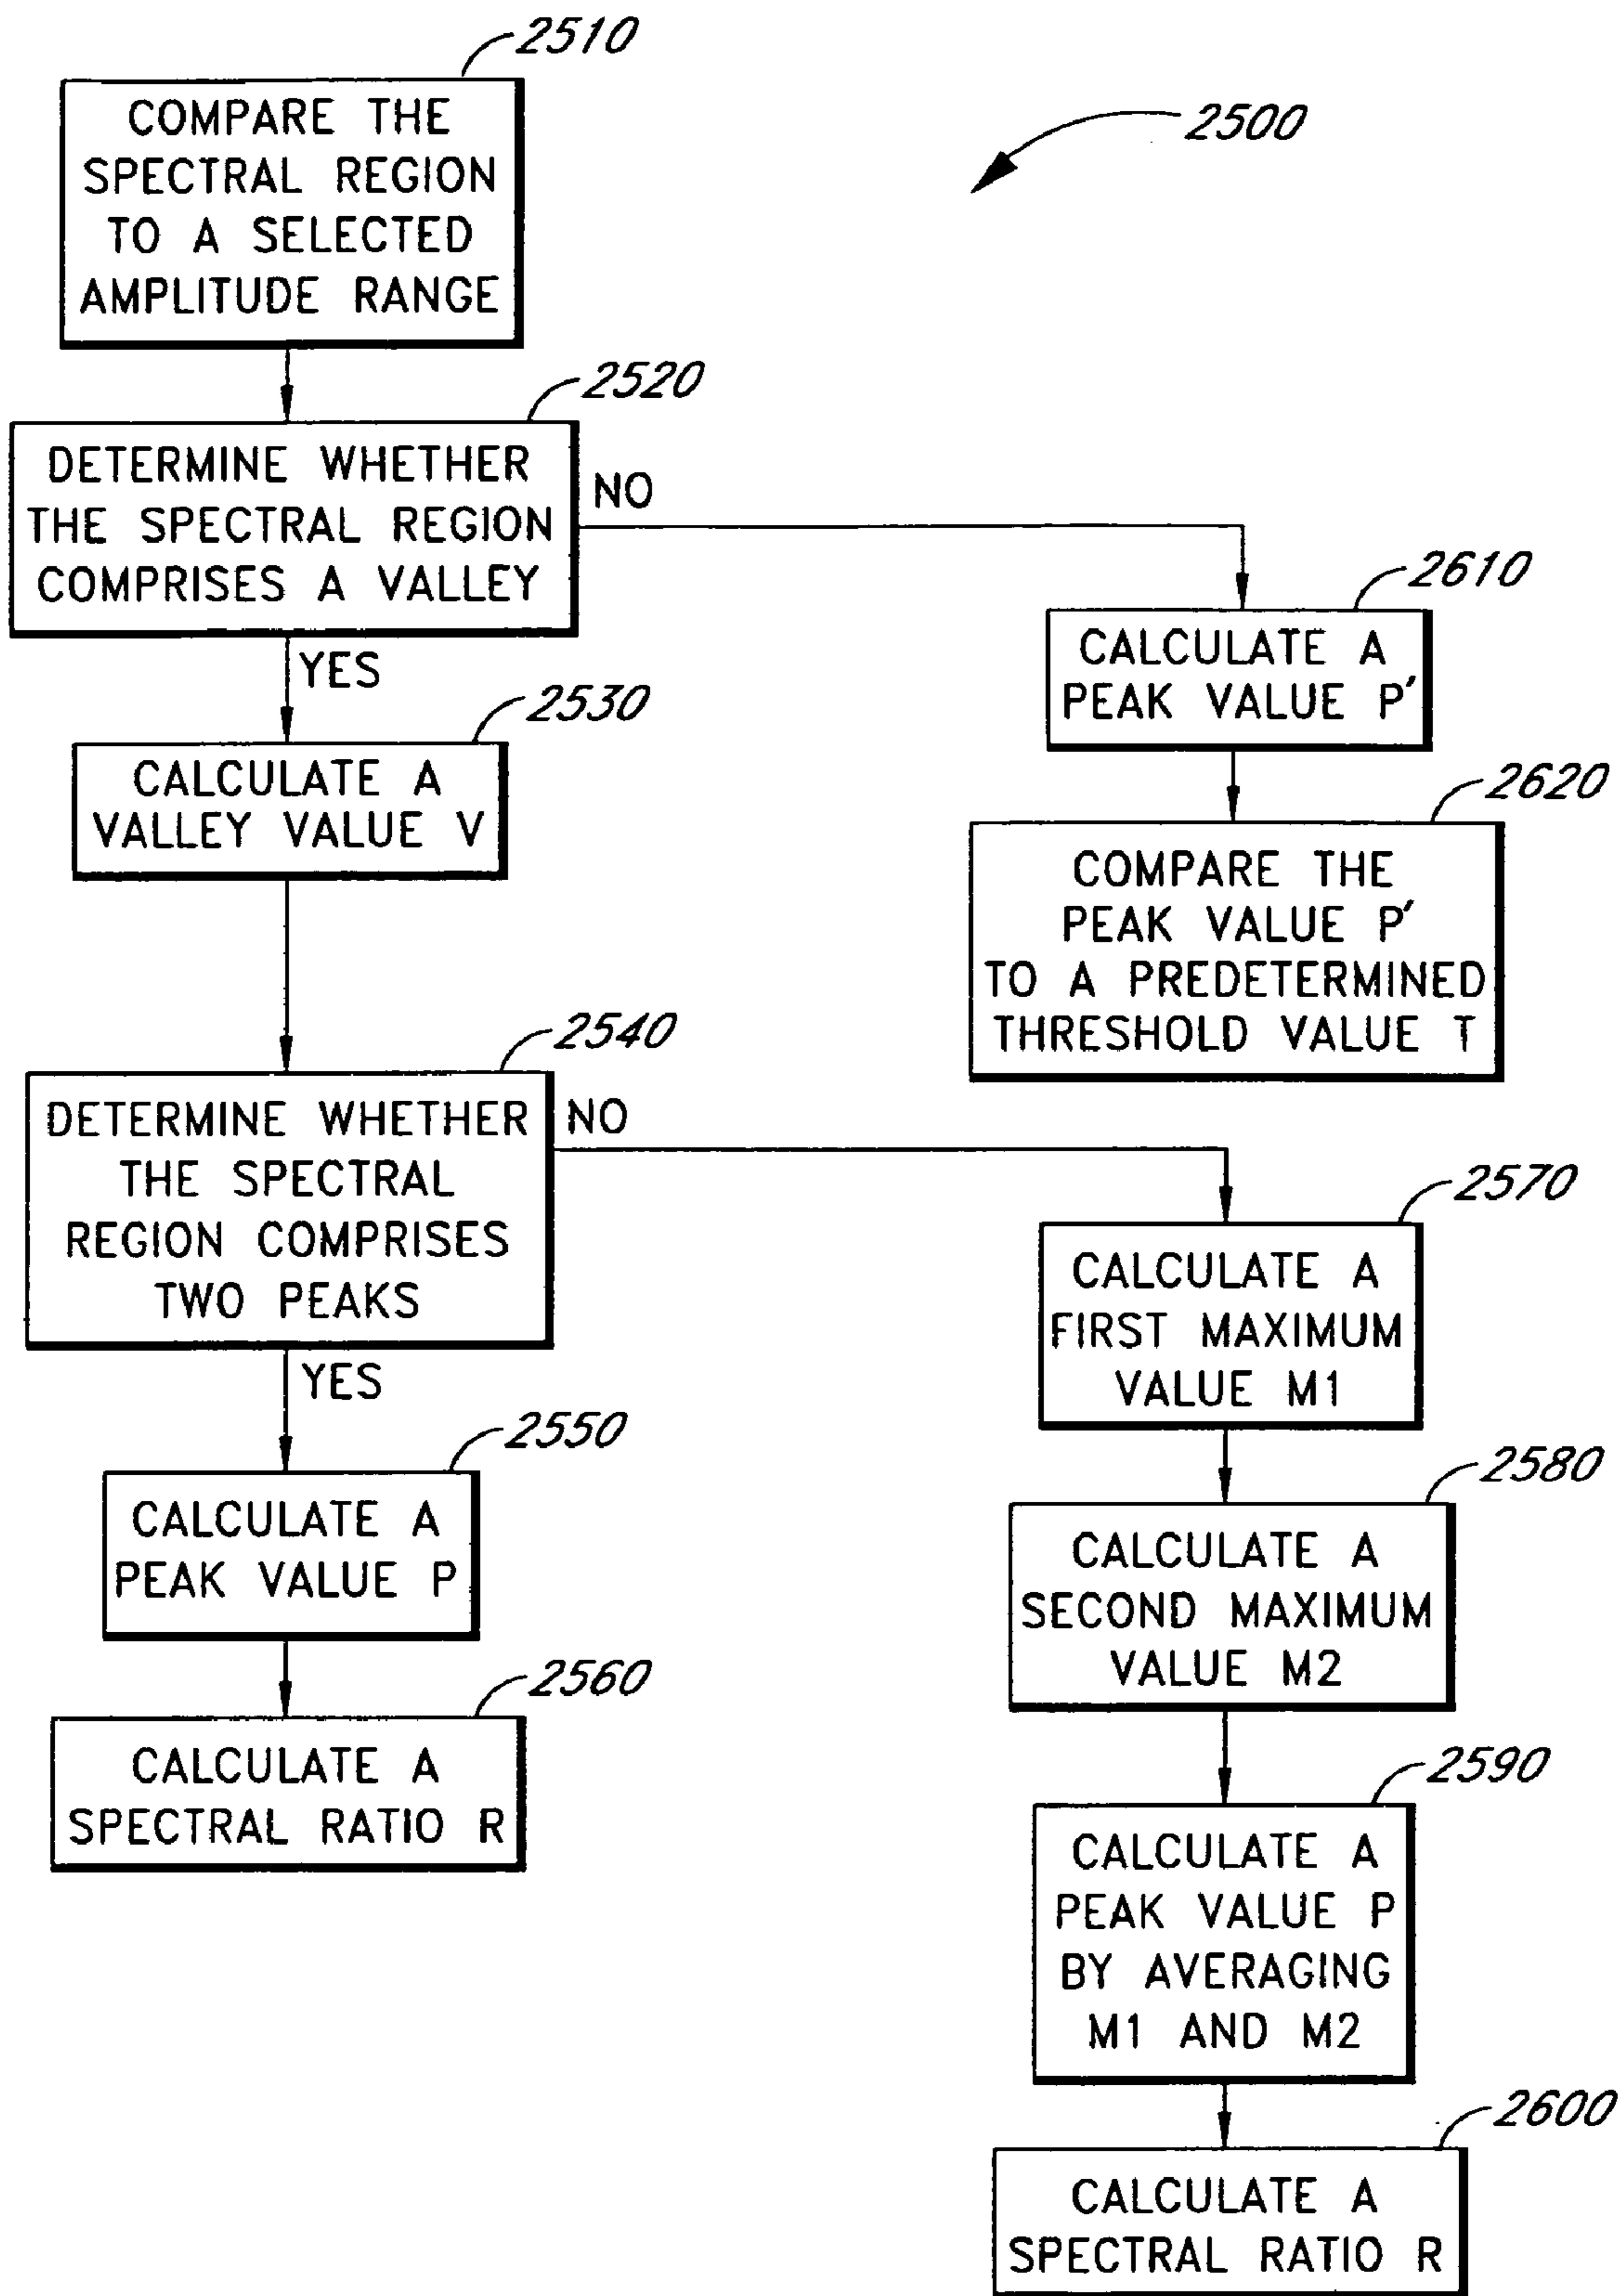 2510
COMPARE THE
SPECTRAL REGION
TO A SELECTED
AMPLITUDE RANGE
2500
2520
DETERMINE WHETHER
THE SPECTRAL REGION
COMPRISES A VALLEY
NO
YES
2610
CALCULATE A
PEAK VALUE P'
2530
CALCULATE A
VALLEY VALUE V
2620
COMPARE THE
PEAK VALUE P'
TO A PREDETERMINED
THRESHOLD VALUE T
2540
DETERMINE WHETHER
THE SPECTRAL
REGION COMPRISES
TWO PEAKS
NO
YES
2570
CALCULATE A
FIRST MAXIMUM
VALUE M1
2550
CALCULATE A
PEAK VALUE P
2580
CALCULATE A
SECOND MAXIMUM
VALUE M2
2560
CALCULATE A
SPECTRAL RATIO R
2590
CALCULATE A
PEAK VALUE P
BY AVERAGING
M1 AND M2
2600
CALCULATE A
SPECTRAL RATIO R